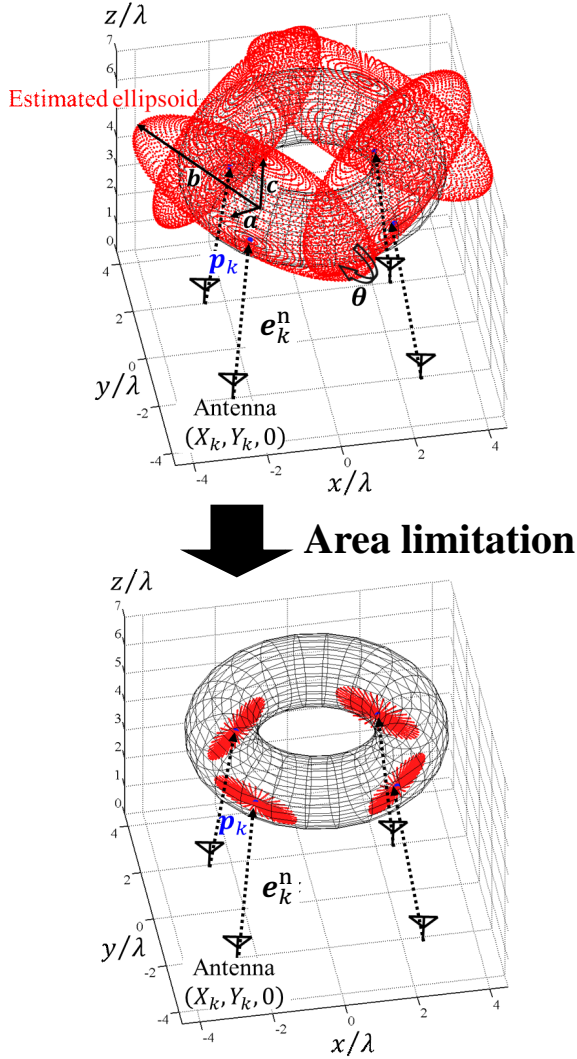 z/λ
7
6
5
4
3
2
1
0
Estimated ellipsoid
b
c
a
p_k
θ
e_k^n
4
2
0
-2
-4
y/λ
Antenna
(X_k, Y_k, 0)
-4
-2
0
2
4
x/λ
Area limitation
z/λ
7
6
5
4
3
2
1
0
p_k
e_k^n :
4
2
0
-2
-4
y/λ
Antenna
(X_k, Y_k, 0)
-4
-2
0
2
4
x/λ